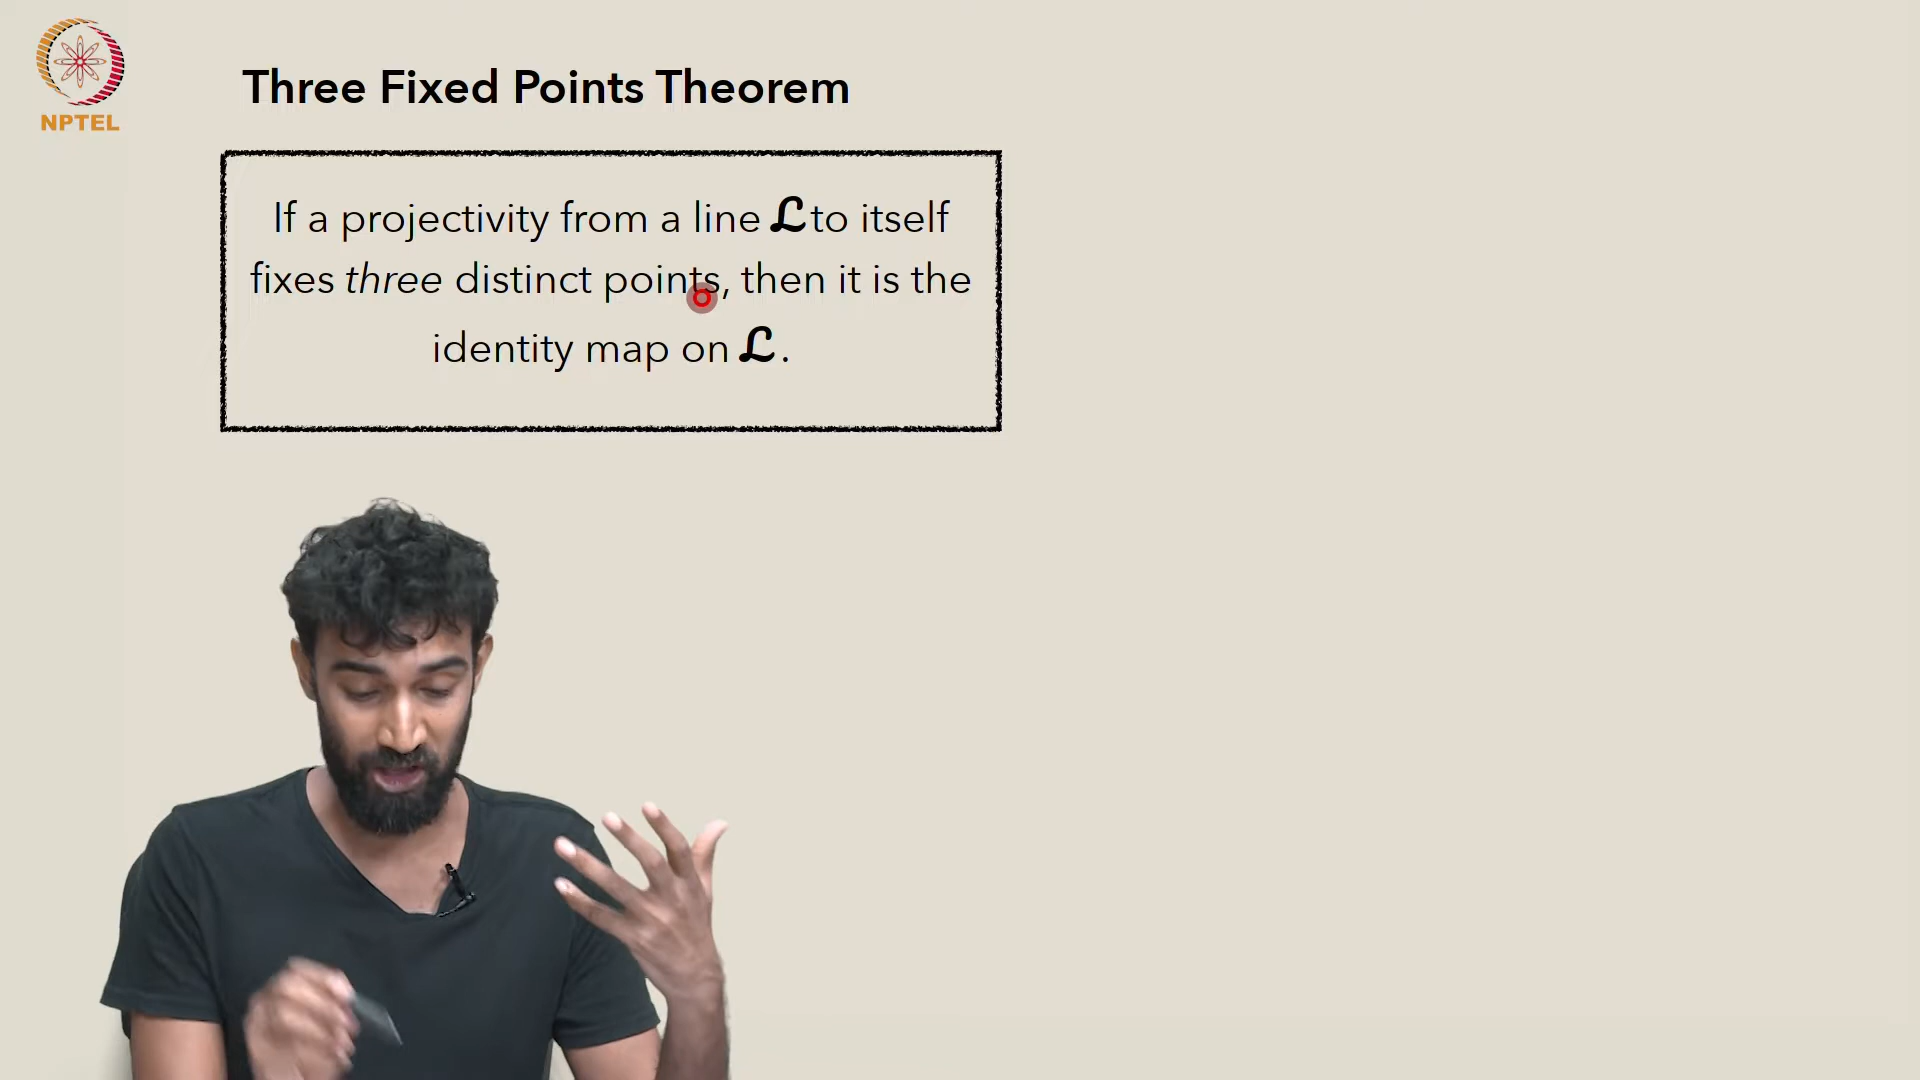 NPTEL
Three Fixed Points Theorem
If a projectivity from a line ℒ to itself
fixes three distinct points, then it is the
identity map on ℒ.